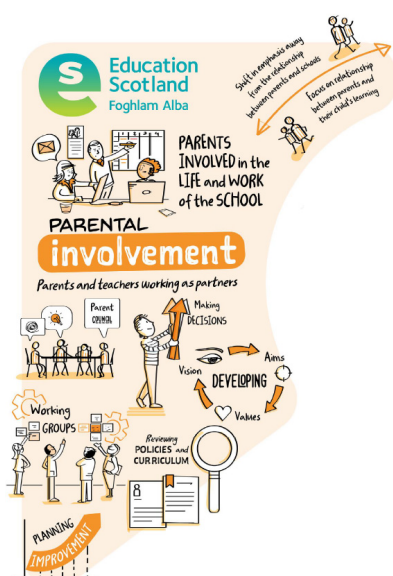 Education
Scotland
Foghlam Alba
Shift in emphasis away
from the relationship
between parents and schools
Focus on relationship
between parents and
their child's learning
PARENTS
INVOLVED in the
LIFE and WORK
of the SCHOOL
PARENTAL
involvement
Parents and teachers working as partners
Parent
COUNCIL
Making
DECISIONS
Vision
Aims
DEVELOPING
Values
Working
GROUPS
Reviewing
POLICIES and
CURRICULUM
PLANNING
IMPROVEMENT